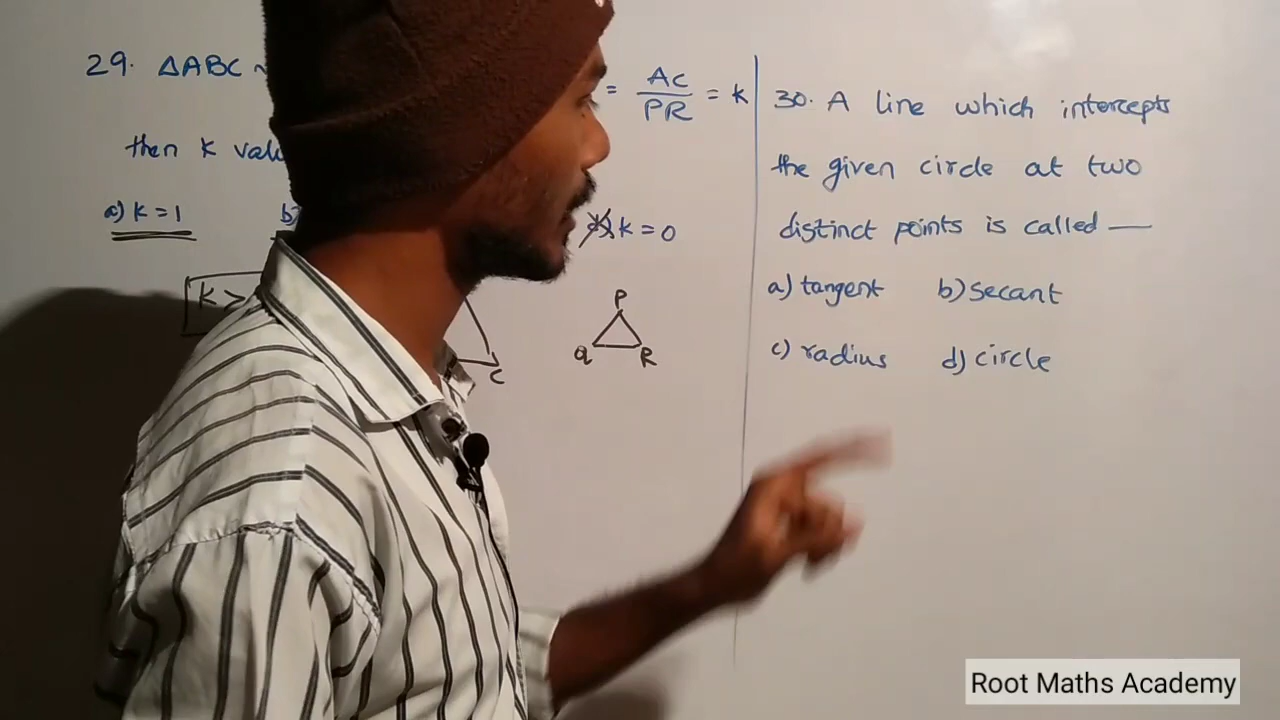 29. ΔABC ~
= AC/PR = k
then k
a) k = 1
b)
k = 0
k >
C
P
Q
R
30. A line which intercepts
the given circle at two
distinct points is called —
a) tangent b) secant
c) radius d) circle
Root Maths Academy